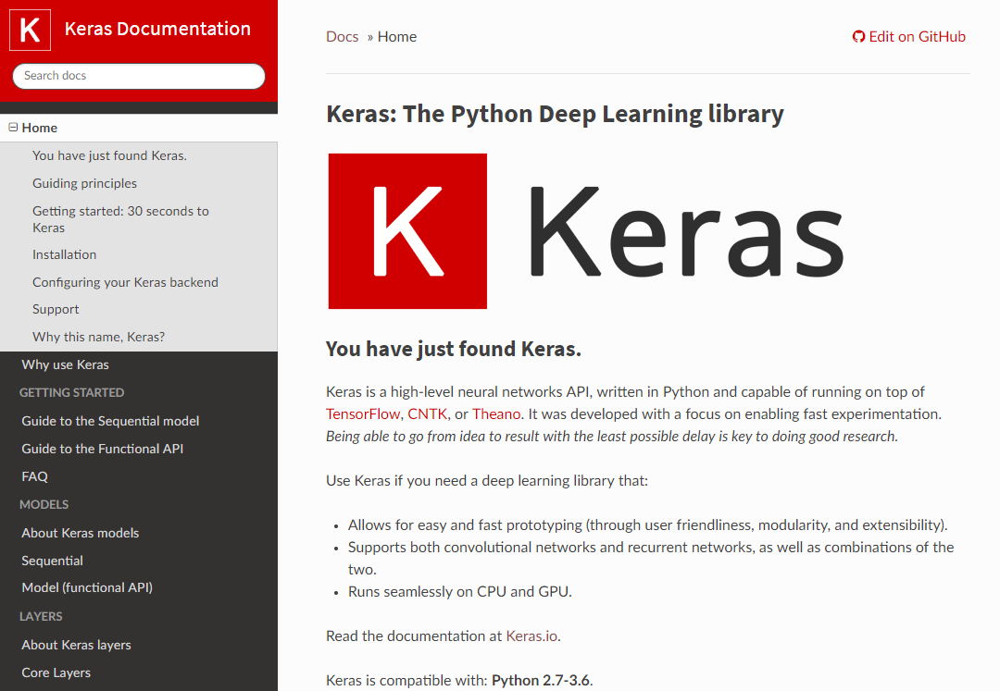 K
Keras Documentation
Search docs
Home
You have just found Keras.
Guiding principles
Getting started: 30 seconds to
Keras
Installation
Configuring your Keras backend
Support
Why this name, Keras?
Why use Keras
GETTING STARTED
Guide to the Sequential model
Guide to the Functional API
FAQ
MODELS
About Keras models
Sequential
Model (functional API)
LAYERS
About Keras layers
Core Layers
Docs » Home
Edit on GitHub
Keras: The Python Deep Learning library
K Keras
You have just found Keras.
Keras is a high-level neural networks API, written in Python and capable of running on top of
TensorFlow, CNTK, or Theano. It was developed with a focus on enabling fast experimentation.
Being able to go from idea to result with the least possible delay is key to doing good research.
Use Keras if you need a deep learning library that:
• Allows for easy and fast prototyping (through user friendliness, modularity, and extensibility).
• Supports both convolutional networks and recurrent networks, as well as combinations of the
two.
• Runs seamlessly on CPU and GPU.
Read the documentation at Keras.io.
Keras is compatible with: Python 2.7-3.6.